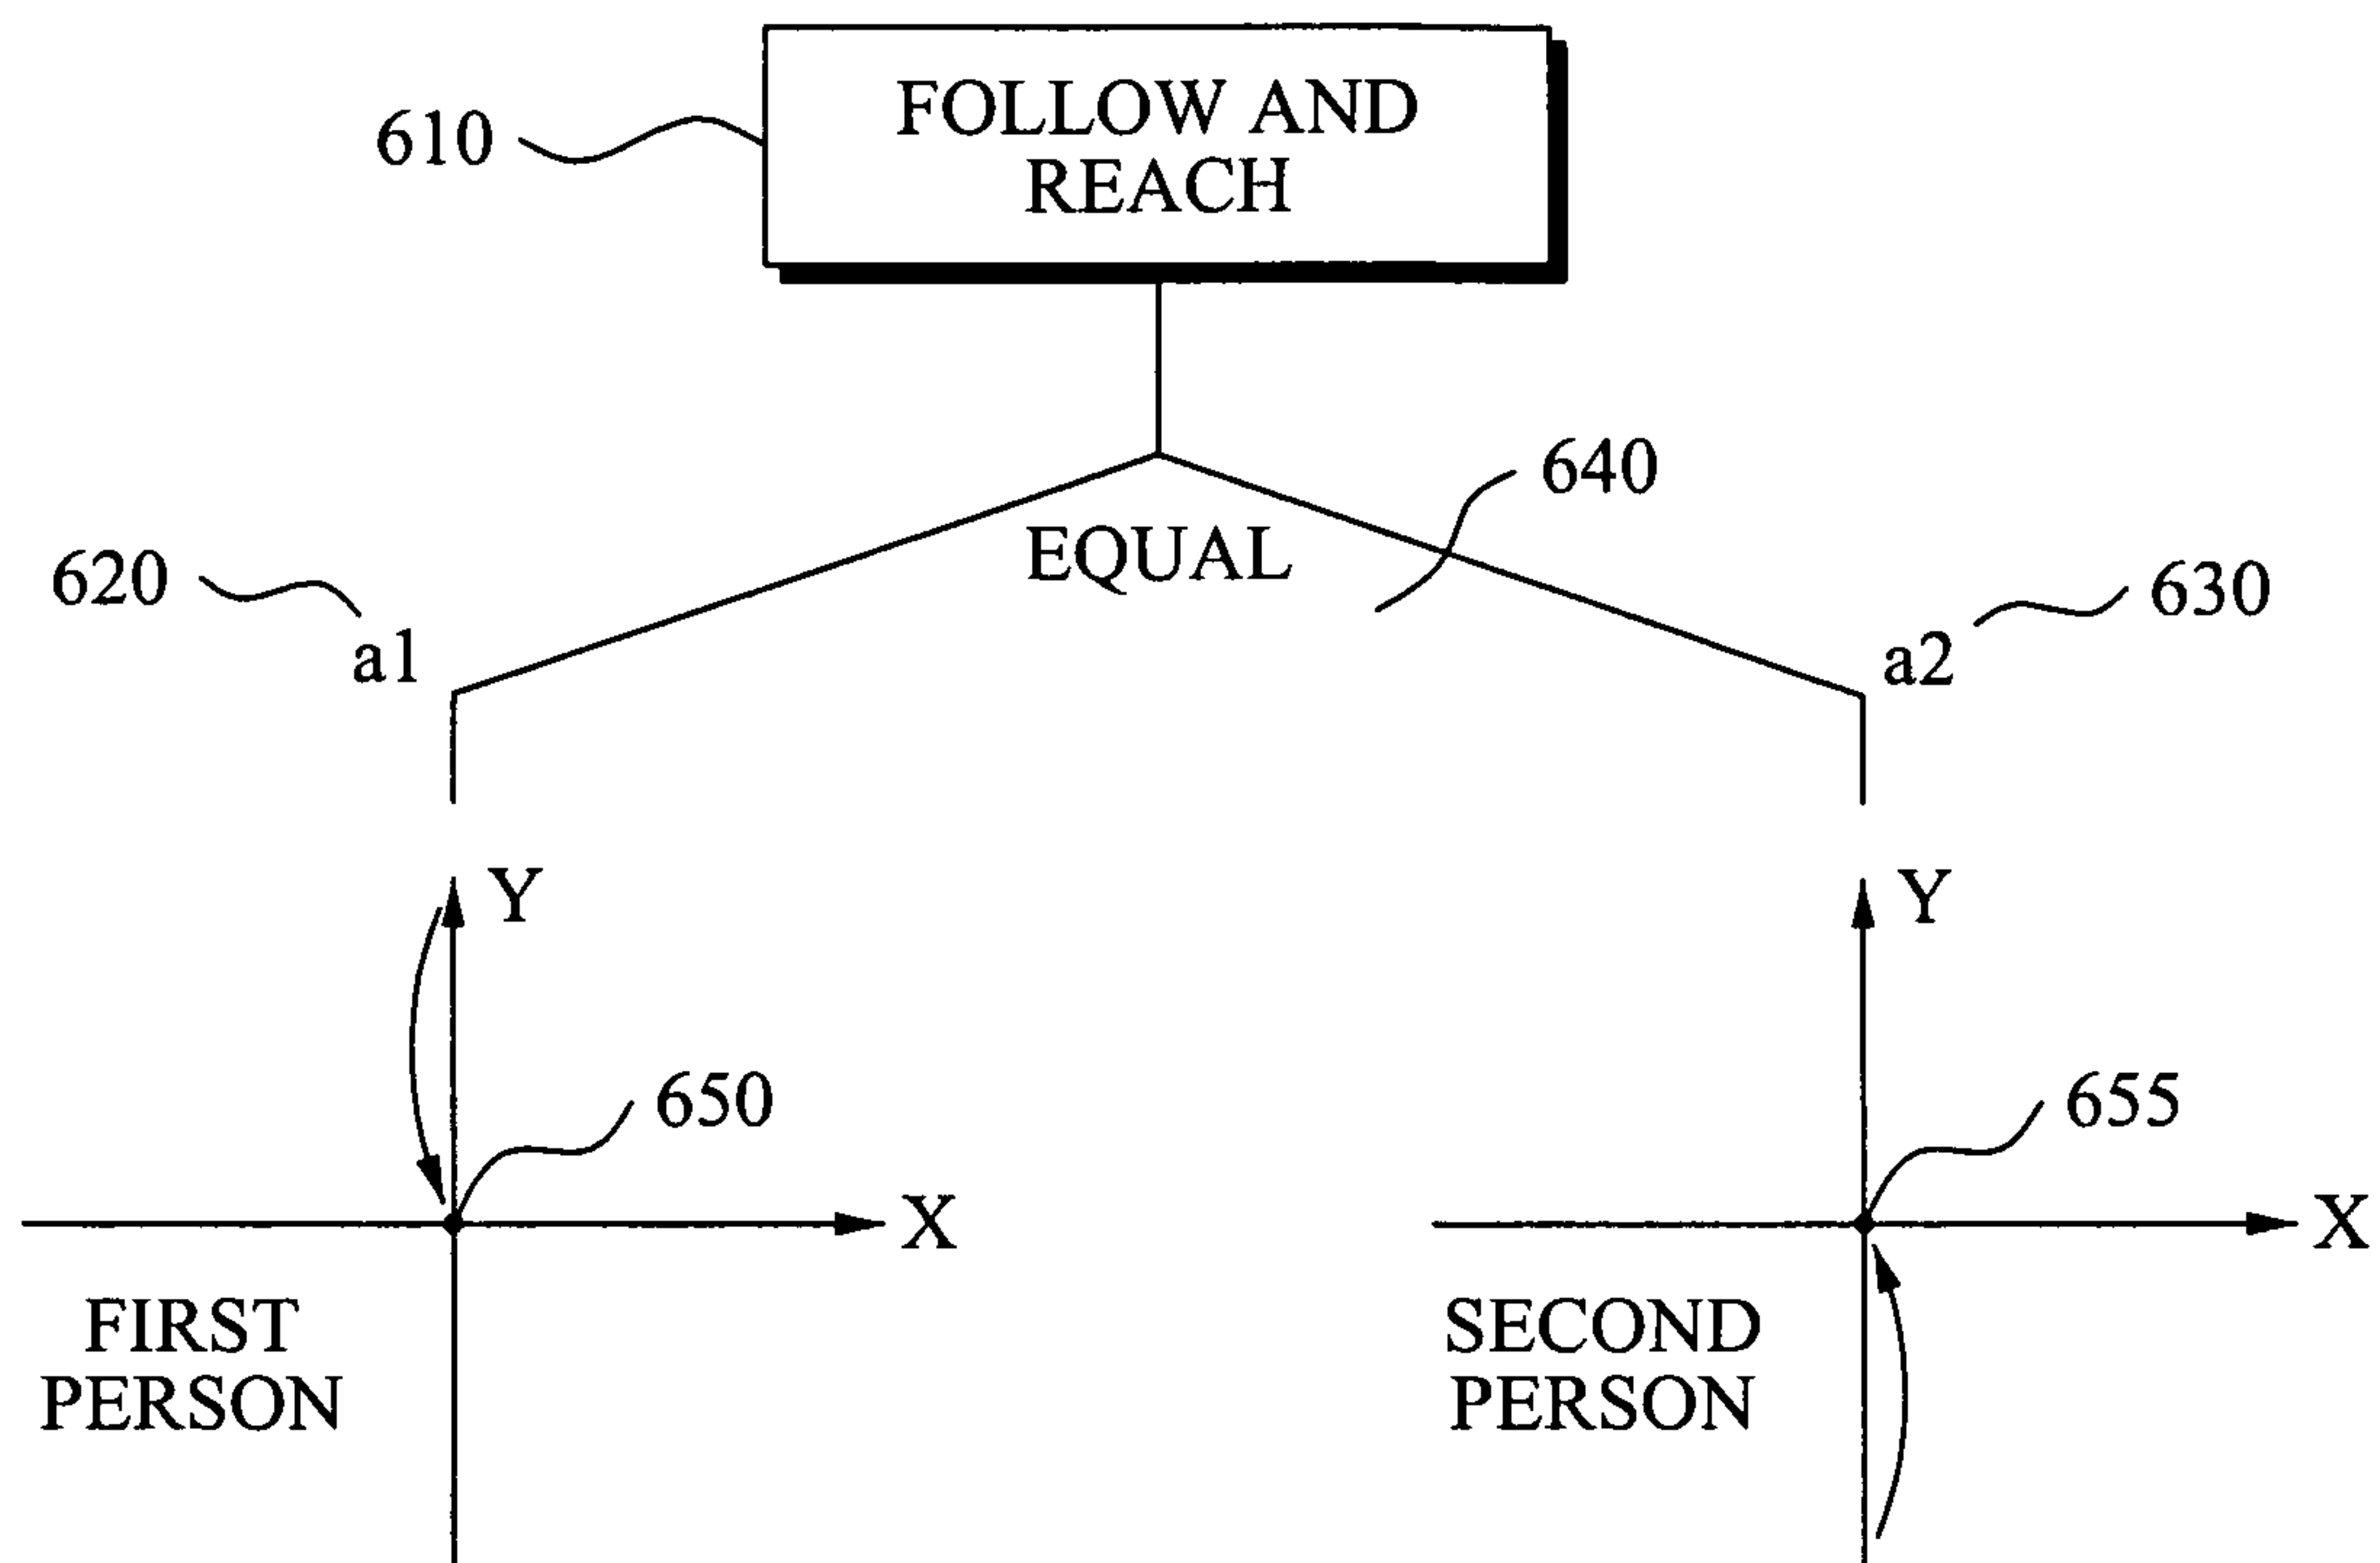 FOLLOW AND
REACH
610
640
EQUAL
620
630
a1
a2
Y
Y
650
655
X
X
FIRST
PERSON
SECOND
PERSON